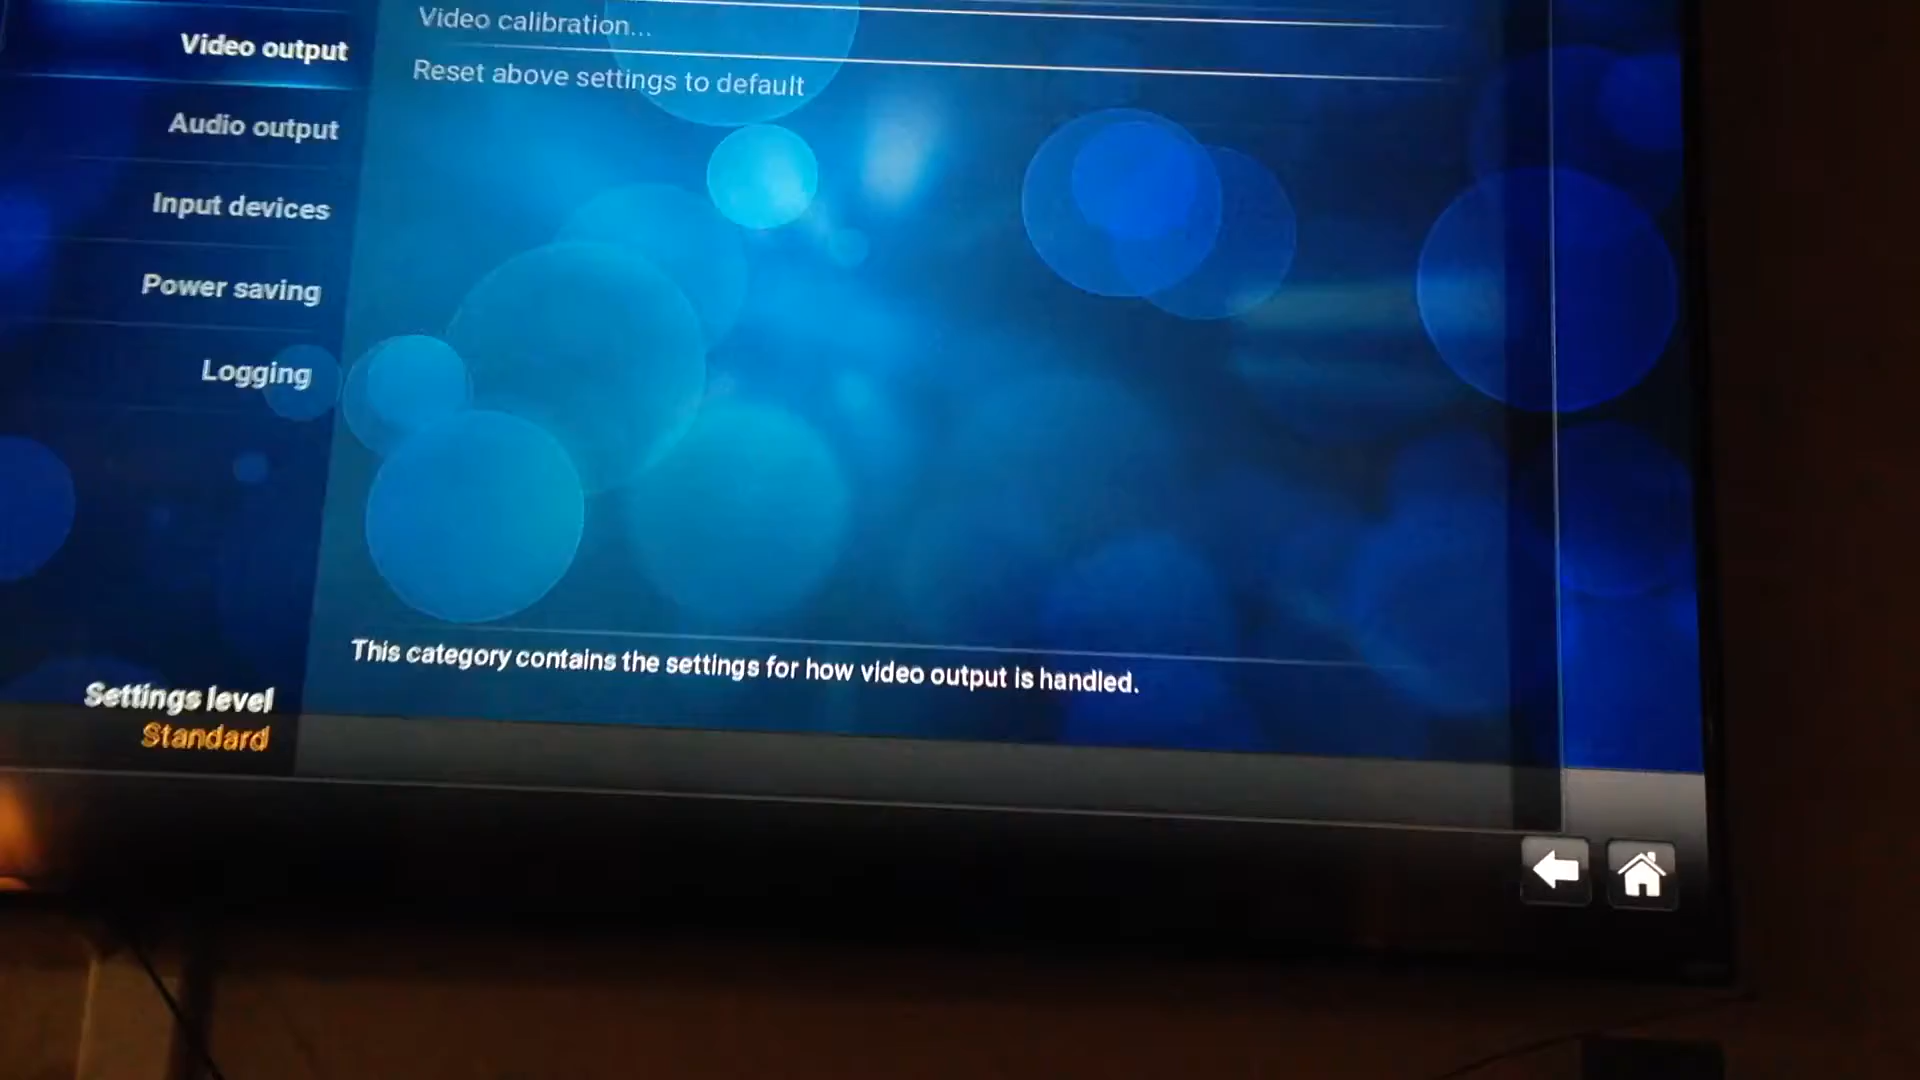 Video calibration...
Reset above settings to default
Video output
Audio output
Input devices
Power saving
Logging
This category contains the settings for how video output is handled.
Settings level
Standard